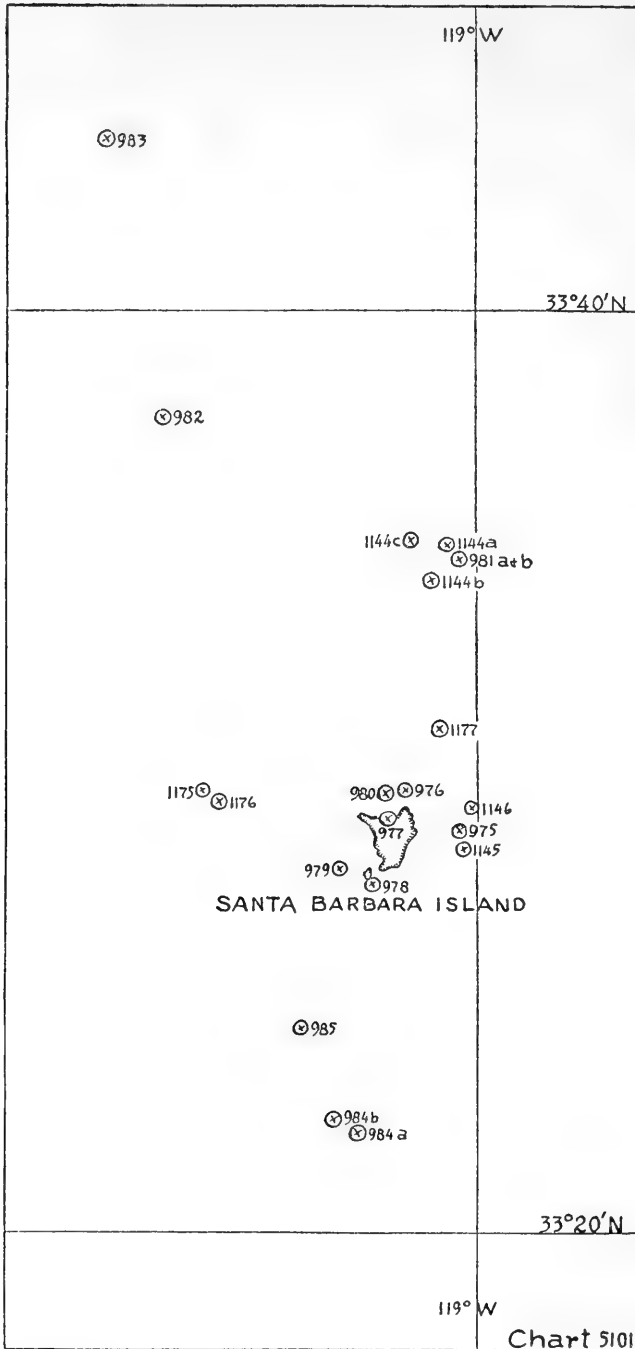 119° W
983
33°40'N
982
1144c
1144a
981 a+b
1144b
1177
1175
1176
980
976
1146
977
975
1145
979
978
SANTA BARBARA ISLAND
985
984b
984a
33°20'N
119° W
Chart 5101